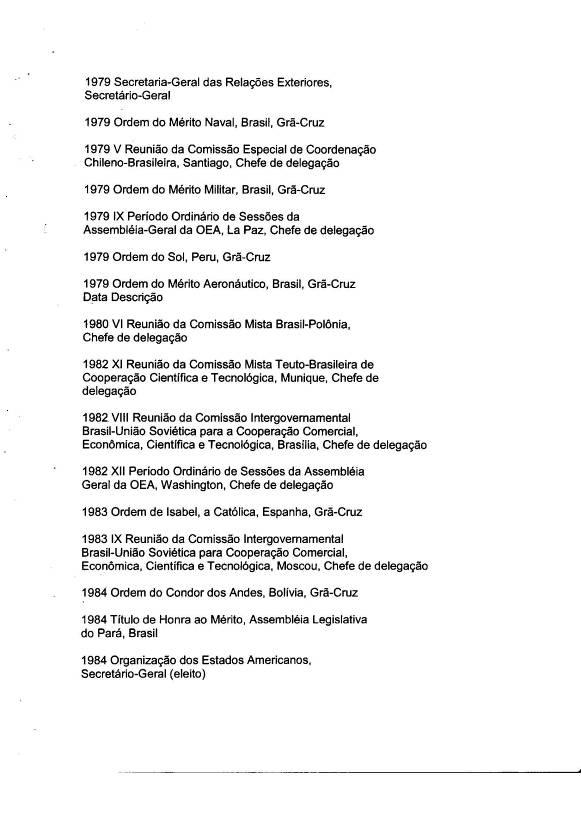 1979 Secretaria-Geral das Relações Exteriores,
Secretário-Geral
1979 Ordem do Mérito Naval, Brasil, Grã-Cruz
1979 V Reunião da Comissão Especial de Coordenação
Chileno-Brasileira, Santiago, Chefe de delegação
1979 Ordem do Mérito Militar, Brasil, Grã-Cruz
1979 IX Período Ordinário de Sessões da
Assembléia-Geral da OEA, La Paz, Chefe de delegação
1979 Ordem do Sol, Peru, Grã-Cruz
1979 Ordem do Mérito Aeronáutico, Brasil, Grã-Cruz
Data Descrição
1980 VI Reunião da Comissão Mista Brasil-Polônia,
Chefe de delegação
1982 XI Reunião da Comissão Mista Teuto-Brasileira de
Cooperação Científica e Tecnológica, Munique, Chefe de
delegação
1982 VIII Reunião da Comissão Intergovernamental
Brasil-União Soviética para a Cooperação Comercial,
Econômica, Científica e Tecnológica, Brasília, Chefe de delegação
1982 XII Período Ordinário de Sessões da Assembléia
Geral da OEA, Washington, Chefe de delegação
1983 Ordem de Isabel, a Católica, Espanha, Grã-Cruz
1983 IX Reunião da Comissão Intergovernamental
Brasil-União Soviética para Cooperação Comercial,
Econômica, Científica e Tecnológica, Moscou, Chefe de delegação
1984 Ordem do Condor dos Andes, Bolívia, Grã-Cruz
1984 Título de Honra ao Mérito, Assembléia Legislativa
do Pará, Brasil
1984 Organização dos Estados Americanos,
Secretário-Geral (eleito)